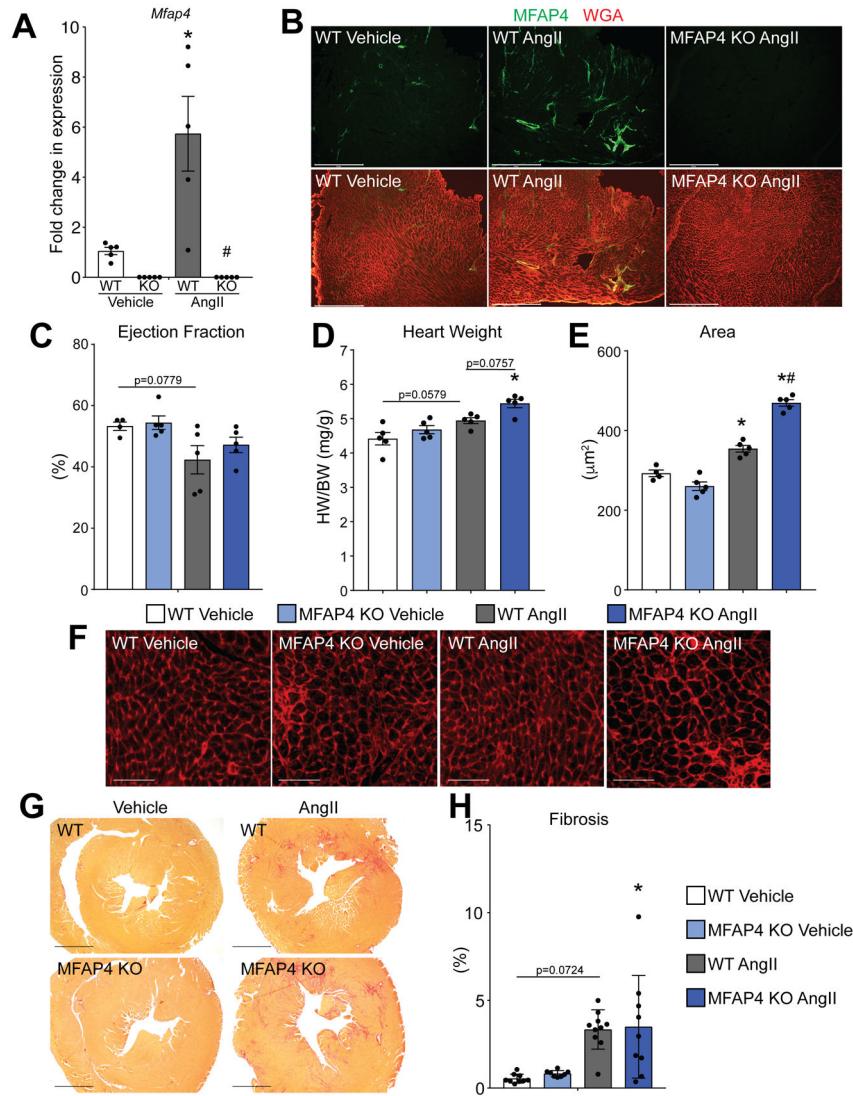 A
Mfap4
Fold change in expression
10
8
6
4
2
0
*
#
WT KO WT KO
Vehicle AngII
B
MFAP4 WGA
WT Vehicle WT AngII MFAP4 KO AngII
WT Vehicle WT AngII MFAP4 KO AngII
C
Ejection Fraction
(%)
80
60
40
20
0
p=0.0779
D
Heart Weight
HW/BW (mg/g)
7
6
5
4
3
2
1
0
p=0.0579
p=0.0757
*
E
Area
(μm²)
600
400
200
0
*
*#
WT Vehicle MFAP4 KO Vehicle WT AngII MFAP4 KO AngII
F
WT Vehicle MFAP4 KO Vehicle WT AngII MFAP4 KO AngII
G
Vehicle AngII
WT WT
MFAP4 KO MFAP4 KO
H
Fibrosis
(%)
15
10
5
0
p=0.0724
*
WT Vehicle
MFAP4 KO Vehicle
WT AngII
MFAP4 KO AngII